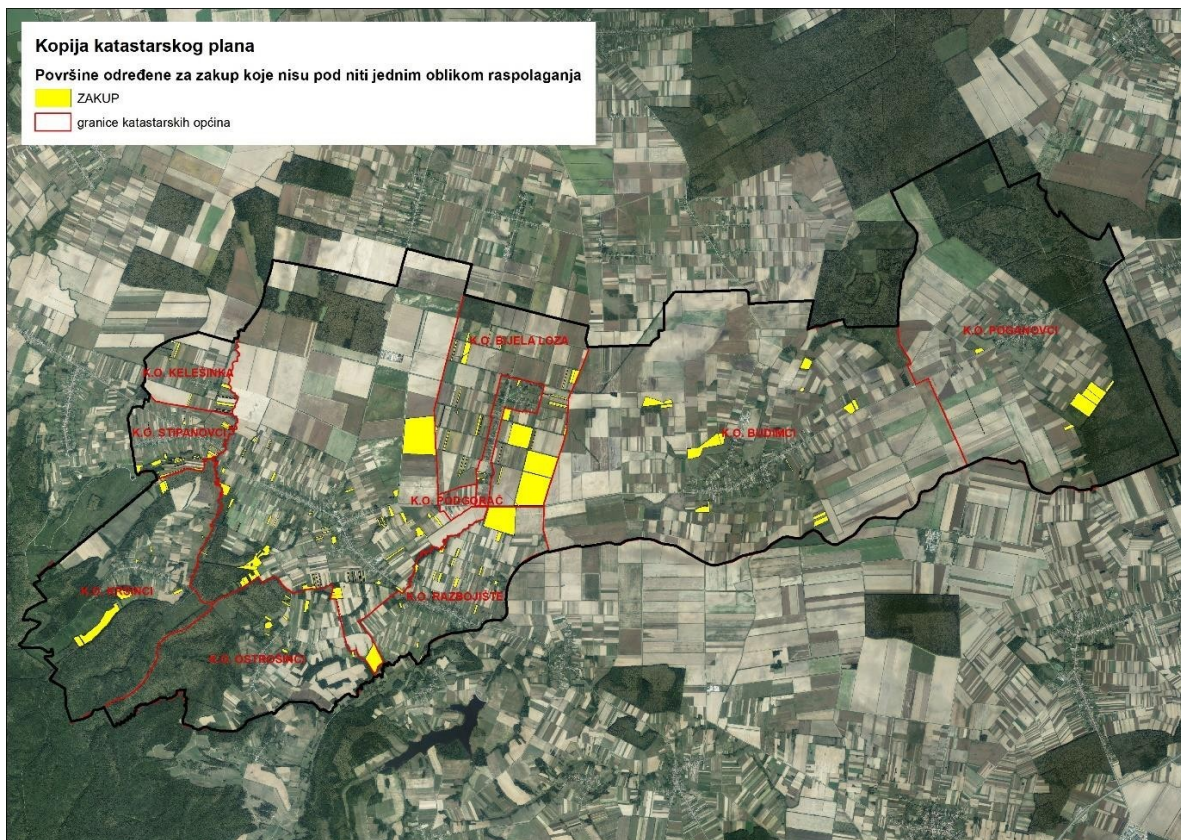 Kopija katastarskog plana
Površine određene za zakup koje nisu pod niti jednim oblikom raspolaganja
ZAKUP
granice katastarskih općina
K.O. POGANOVCI
K.O. BIJELA LOZA
K.O. KELEŠINKA
K.O. STIPANOVCI
K.O. BUDIMCI
K.O. PODGORAČ
K.O. KRŠINCI
K.O. RAZBOJIŠTE
K.O. OSTROŠINCI